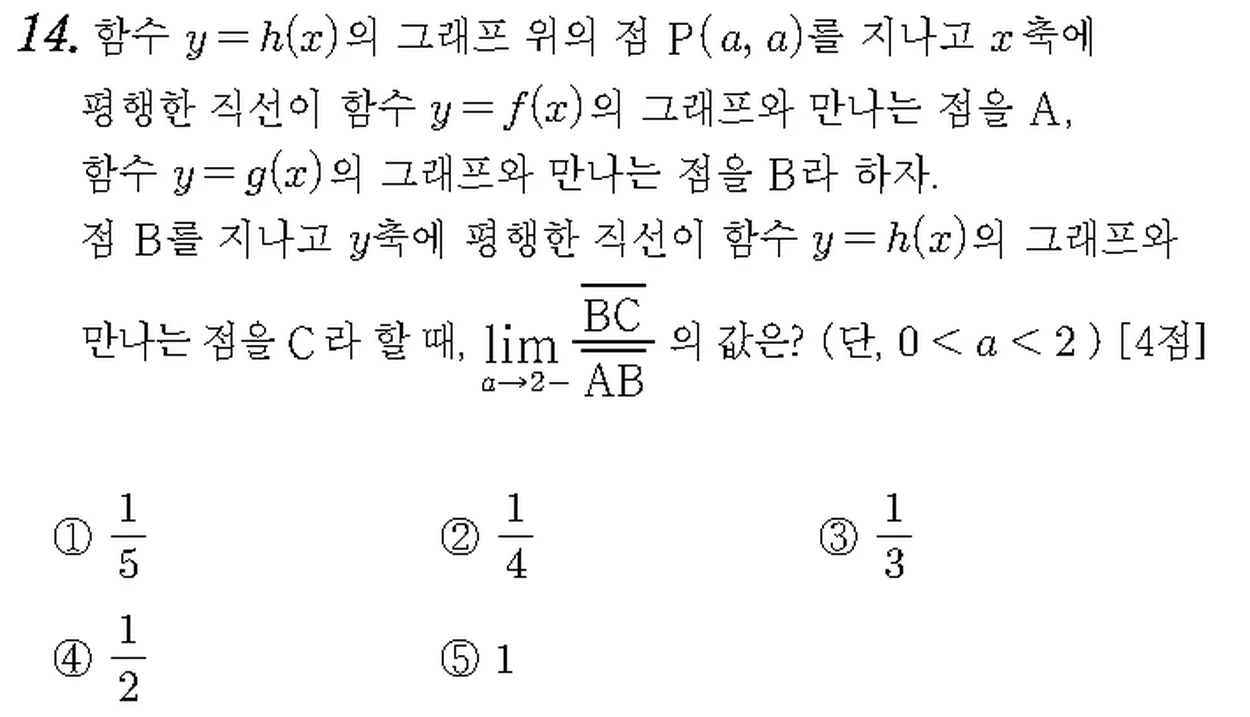 14. 함수 y=h(x)의 그래프 위의 점 P(a, a)를 지나고 x축에
평행한 직선이 함수 y=f(x)의 그래프와 만나는 점을 A,
함수 y=g(x)의 그래프와 만나는 점을 B라 하자.
점 B를 지나고 y축에 평행한 직선이 함수 y=h(x)의 그래프와
만나는 점을 C라 할 때, lim a→2- BC/AB 의 값은? (단, 0 < a < 2) [4점]
① 1/5 ② 1/4 ③ 1/3
④ 1/2 ⑤ 1